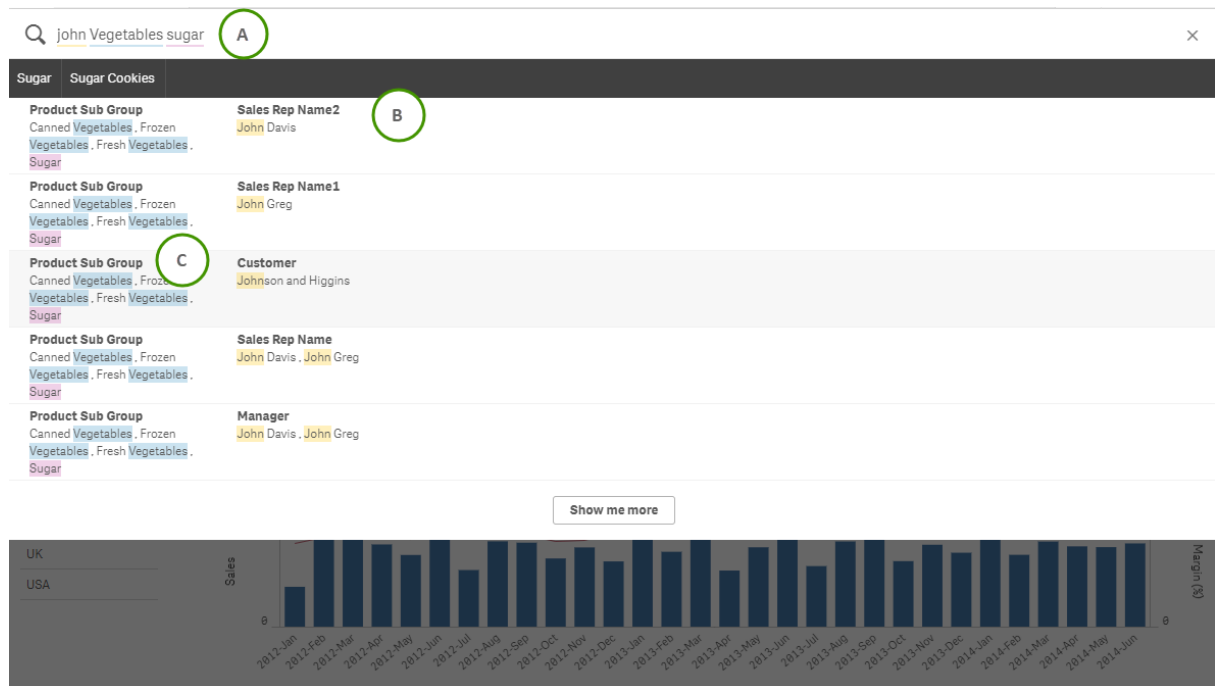 john Vegetables sugar A
Sugar Sugar Cookies
Product Sub Group Sales Rep Name2 B
Canned Vegetables , Frozen John Davis
Vegetables , Fresh Vegetables ,
Sugar
Product Sub Group Sales Rep Name1
Canned Vegetables , Frozen John Greg
Vegetables , Fresh Vegetables ,
Sugar
Product Sub Group C Customer
Canned Vegetables , Froze Johnson and Higgins
Vegetables , Fresh Vegetables ,
Sugar
Product Sub Group Sales Rep Name
Canned Vegetables , Frozen John Davis , John Greg
Vegetables , Fresh Vegetables ,
Sugar
Product Sub Group Manager
Canned Vegetables , Frozen John Davis , John Greg
Vegetables , Fresh Vegetables ,
Sugar
Show me more
UK
USA
Sales
Margin (%)
0 0
2012-Jan 2012-Feb 2012-Mar 2012-Apr 2012-May 2012-Jun 2012-Jul 2012-Aug 2012-Sep 2012-Oct 2012-Nov 2012-Dec 2013-Jan 2013-Feb 2013-Mar 2013-Apr 2013-May 2013-Jun 2013-Jul 2013-Aug 2013-Sep 2013-Oct 2013-Nov 2013-Dec 2014-Jan 2014-Feb 2014-Mar 2014-Apr 2014-May 2014-Jun